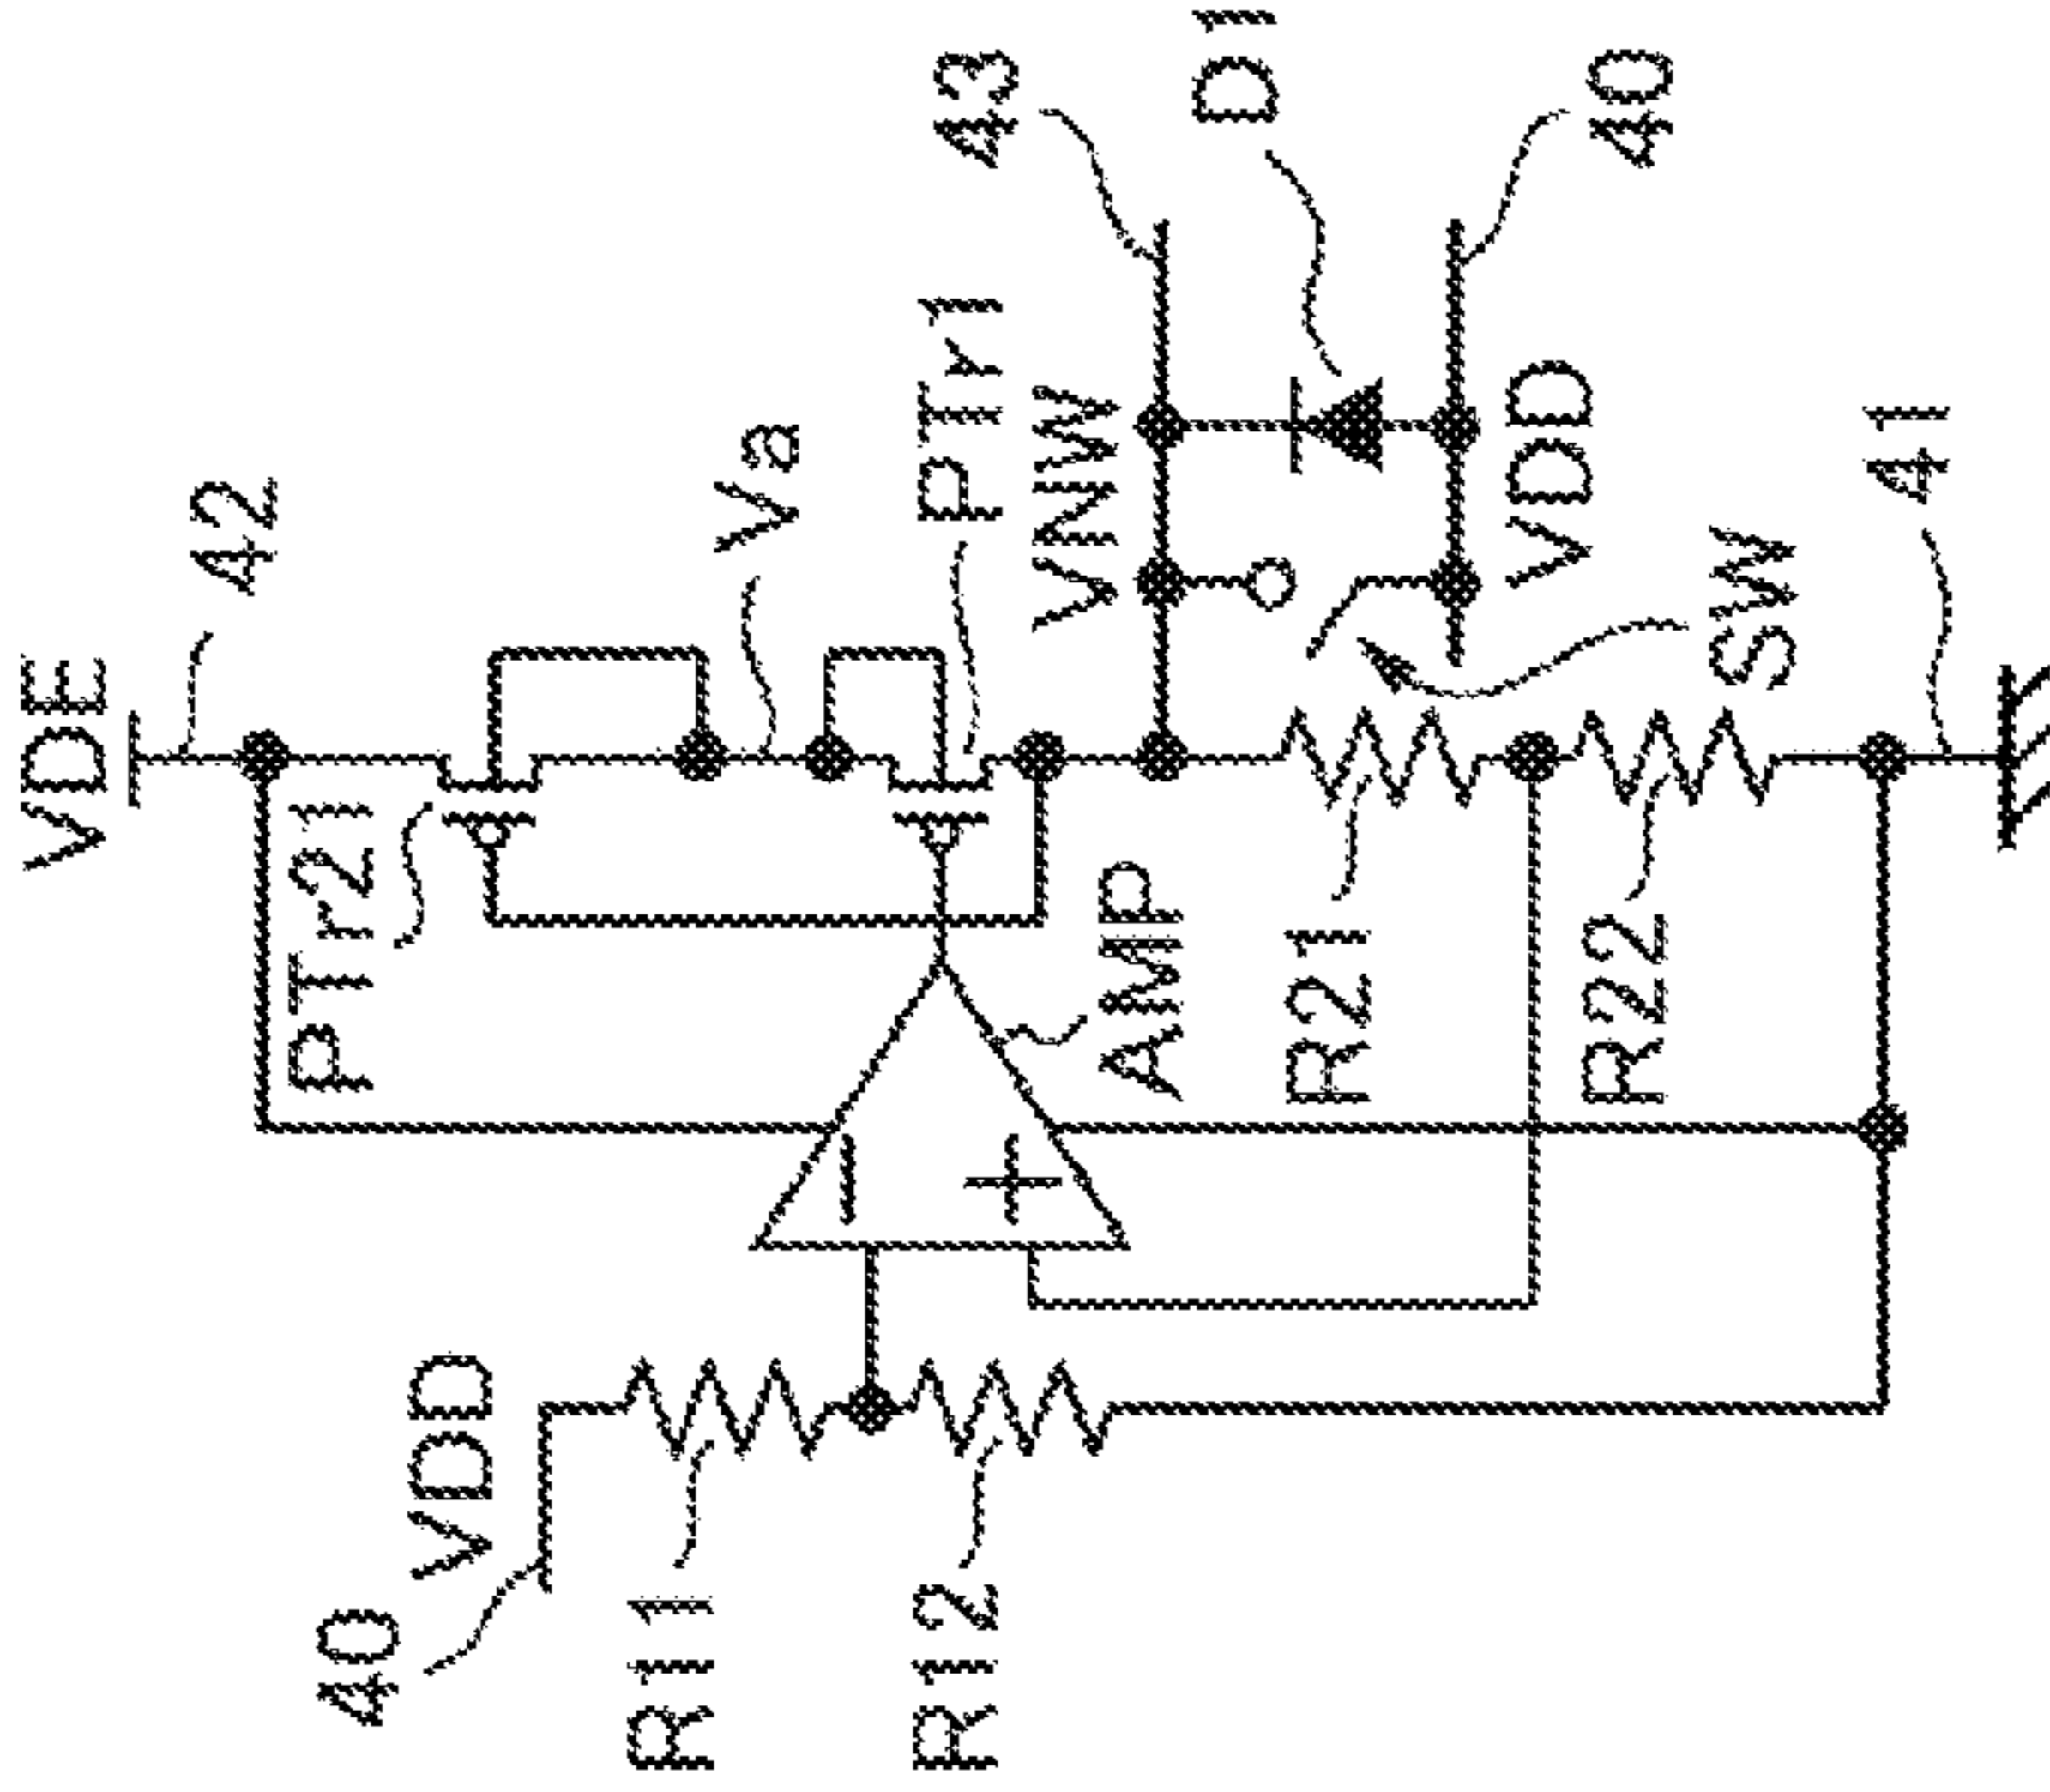 VDE
42
PTr21
Va
PTr1
VNW
43
D1
40
VDD
SW
41
AMP
R21
R22
40
VDD
R11
R12
−
+